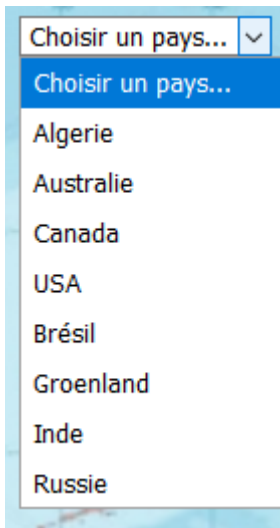 Choisir un pays...
Choisir un pays...
Algerie
Australie
Canada
USA
Brésil
Groenland
Inde
Russie